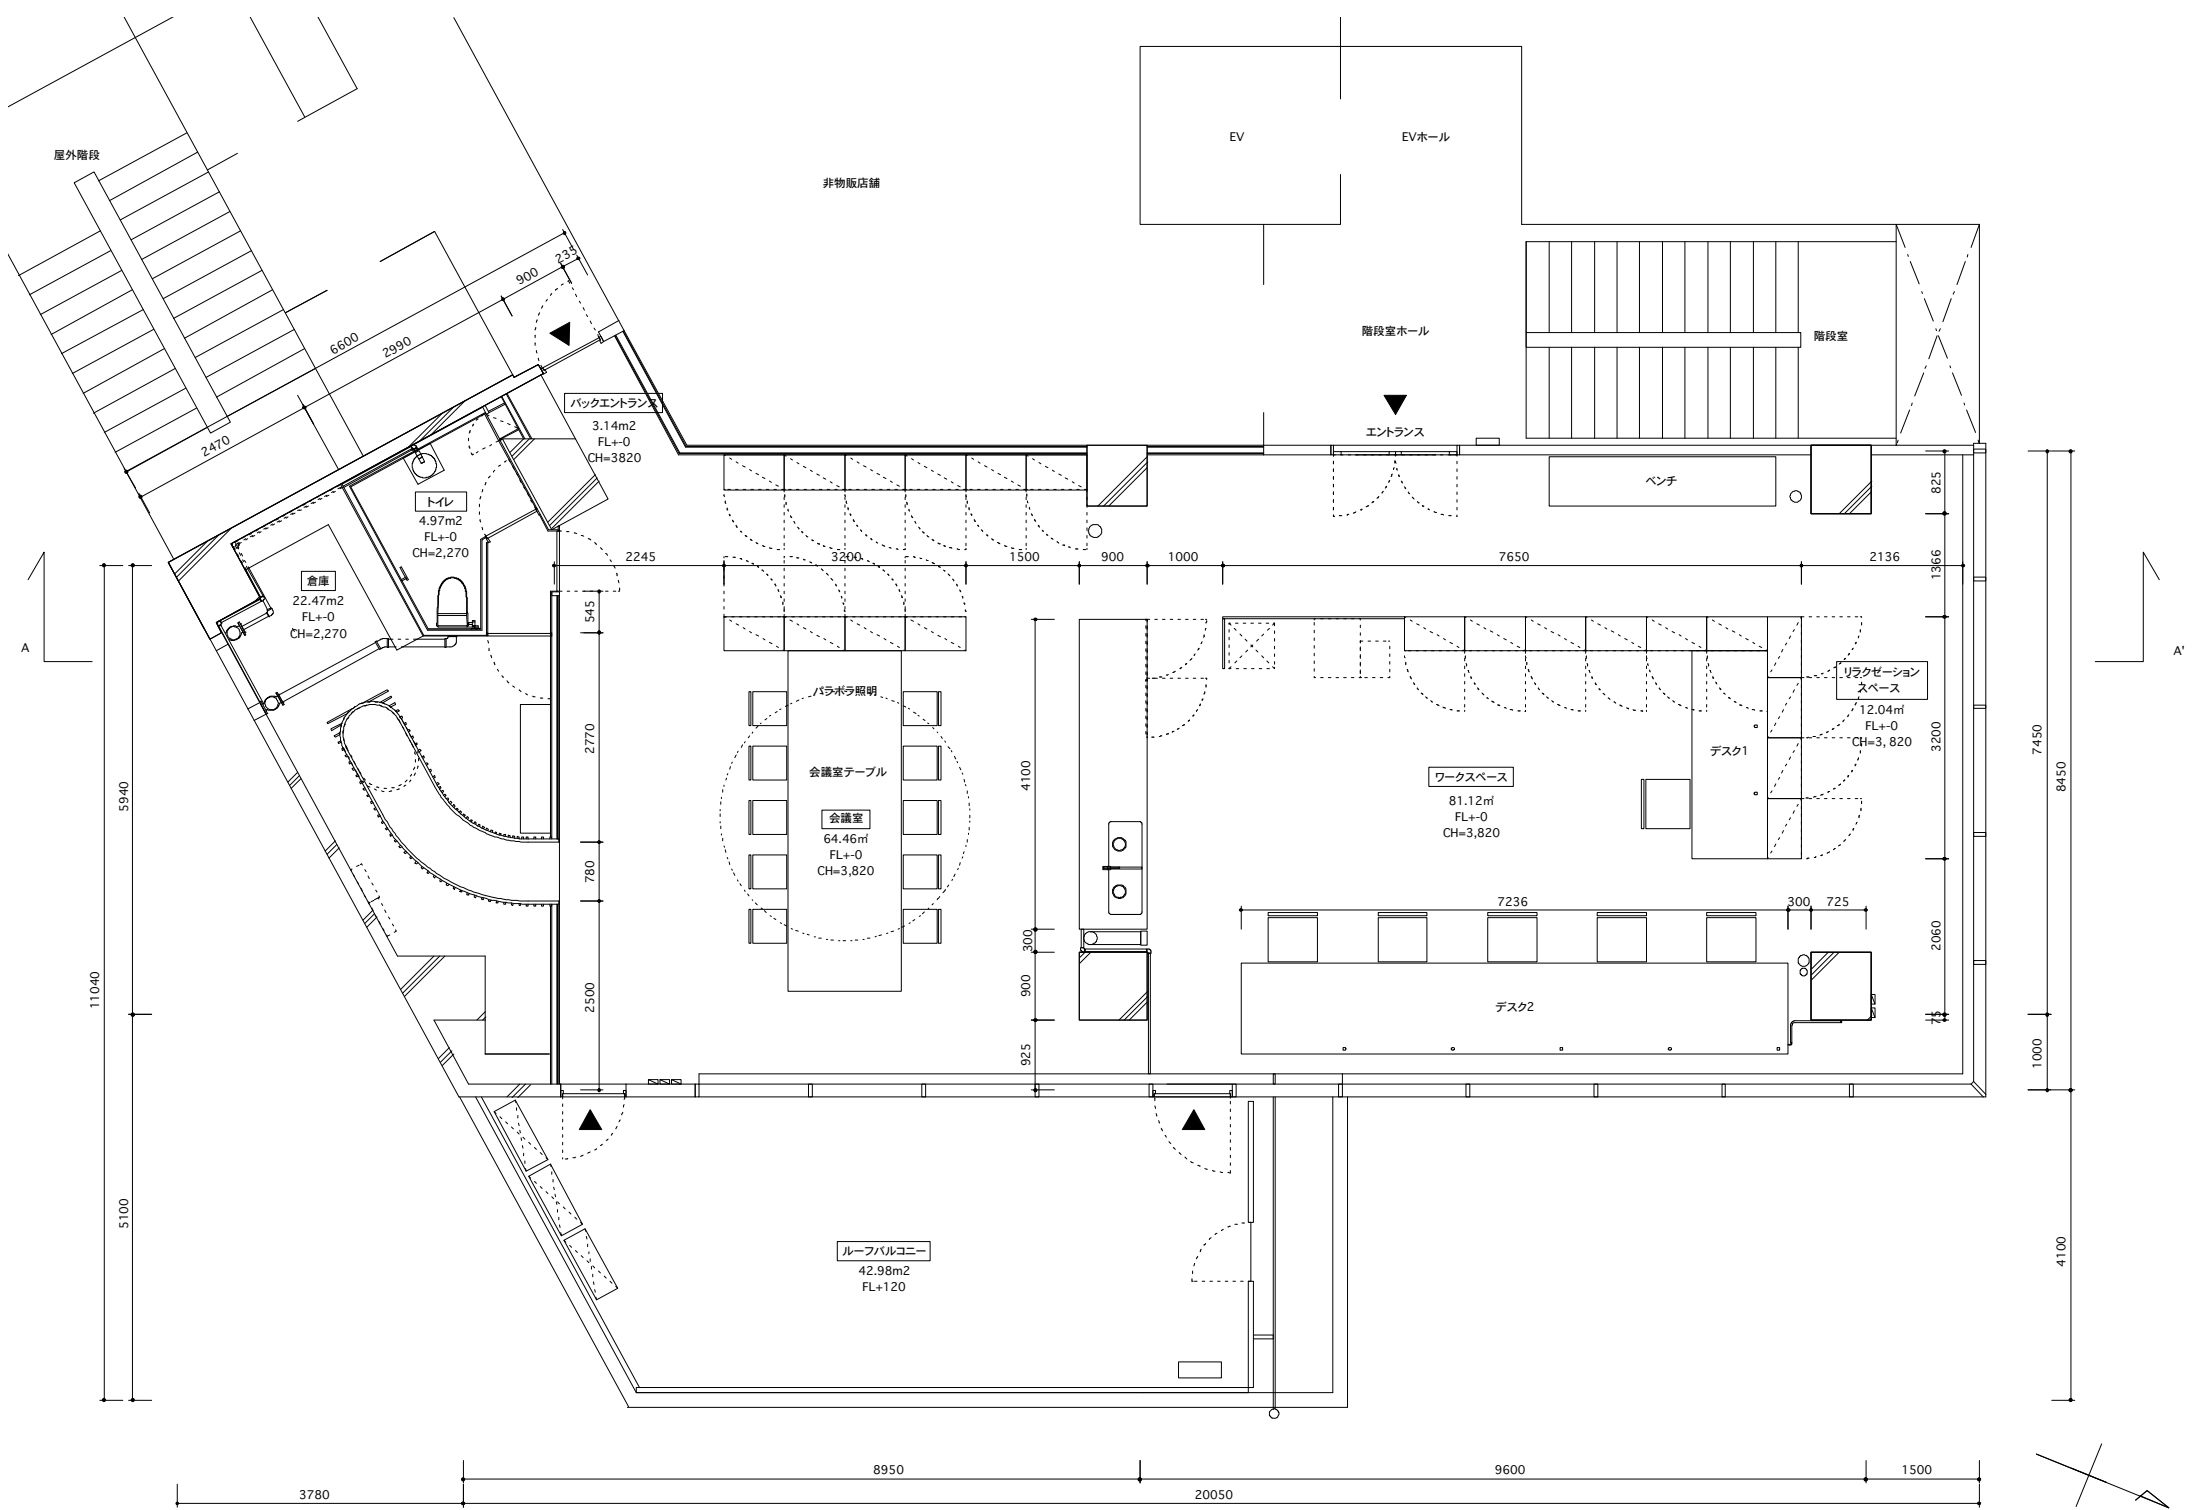 屋外階段
EV
EVホール
非物販店舗
235
900
6600
2990
2470
階段室ホール
階段室
バックエントランス
3.14m2
FL+-0
CH=3820
エントランス
ベンチ
825
トイレ
4.97m2
FL+-0
CH=2,270
2245
3200
1500
900
1000
7650
2136
1366
倉庫
22.47m2
FL+-0
CH=2,270
545
A
A'
リラクゼーション
スペース
12.04㎡
FL+-0
CH=3,820
パラボラ照明
2770
3200
7450
8450
デスク1
会議室テーブル
4100
ワークスペース
81.12㎡
FL+-0
CH=3,820
5940
会議室
64.46㎡
FL+-0
CH=3,820
780
7236
300
725
300
2060
11040
2500
900
デスク2
75
925
1000
5100
ルーフバルコニー
42.98m2
FL+120
4100
8950
9600
1500
3780
20050